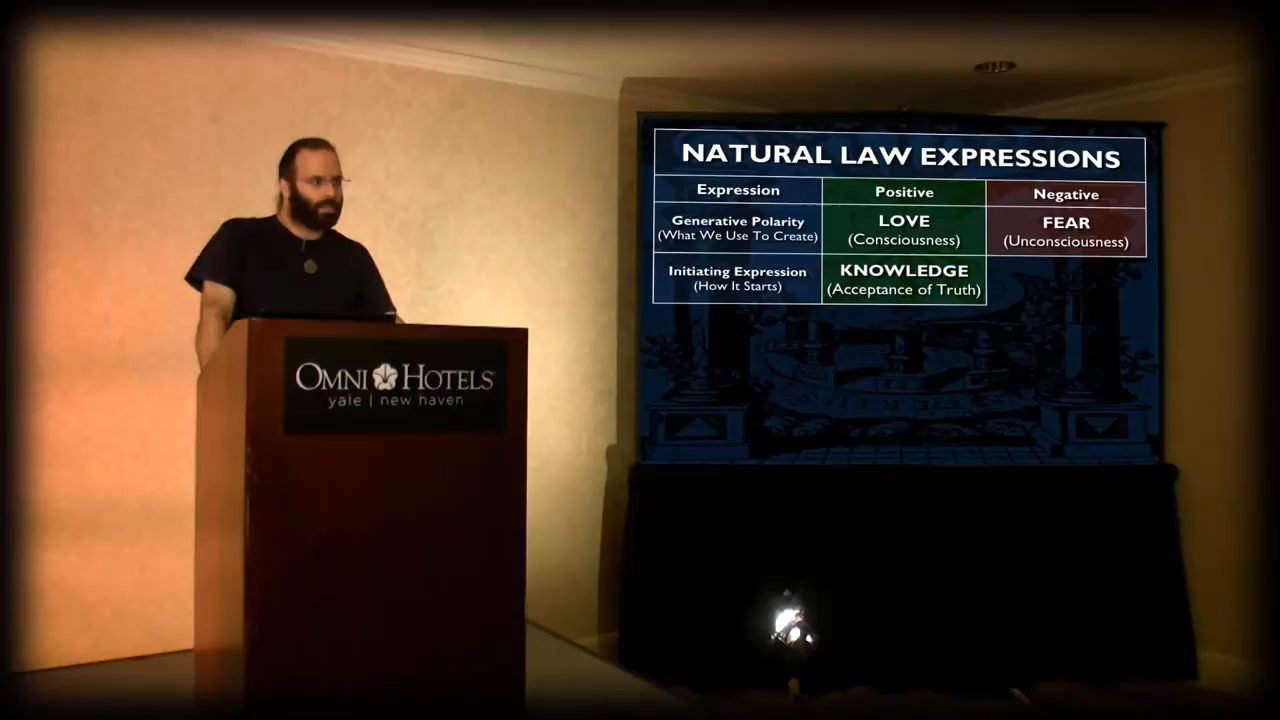 NATURAL LAW EXPRESSIONS
Expression Positive Negative
Generative Polarity LOVE FEAR
(What We Use To Create) (Consciousness) (Unconsciousness)
Initiating Expression KNOWLEDGE
(How It Starts) (Acceptance of Truth)
OMNI HOTELS
yale | new haven